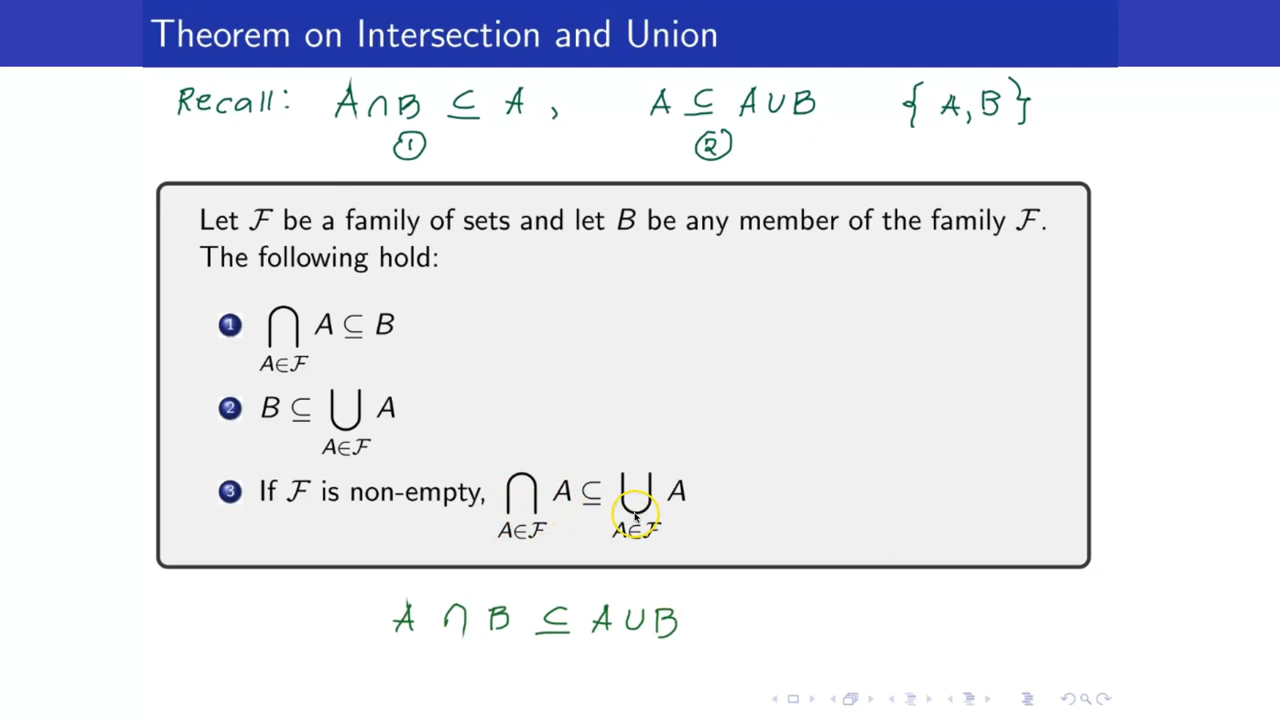 Theorem on Intersection and Union
Recall: A ∩ B ⊆ A , A ⊆ A ∪ B { A, B }
① ②
Let ℱ be a family of sets and let B be any member of the family ℱ.
The following hold:
1 ⋂ A ⊆ B
A∈ℱ
2 B ⊆ ⋃ A
A∈ℱ
3 If ℱ is non-empty, ⋂ A ⊆ ⋃ A
A∈ℱ A∈ℱ
A ∩ B ⊆ A ∪ B